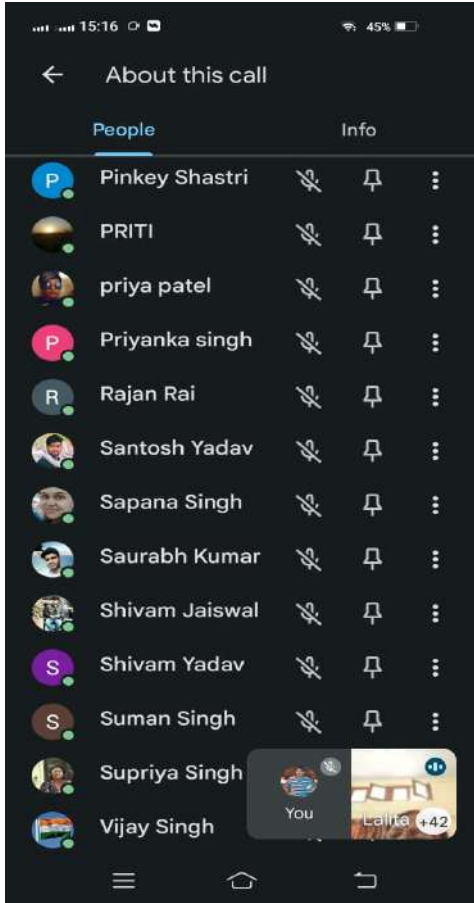 15:16 45%
About this call
People Info
P Pinkey Shastri
PRITI
priya patel
P Priyanka singh
R Rajan Rai
Santosh Yadav
Sapana Singh
Saurabh Kumar
Shivam Jaiswal
S Shivam Yadav
S Suman Singh
Supriya Singh
You Lalita +42
Vijay Singh